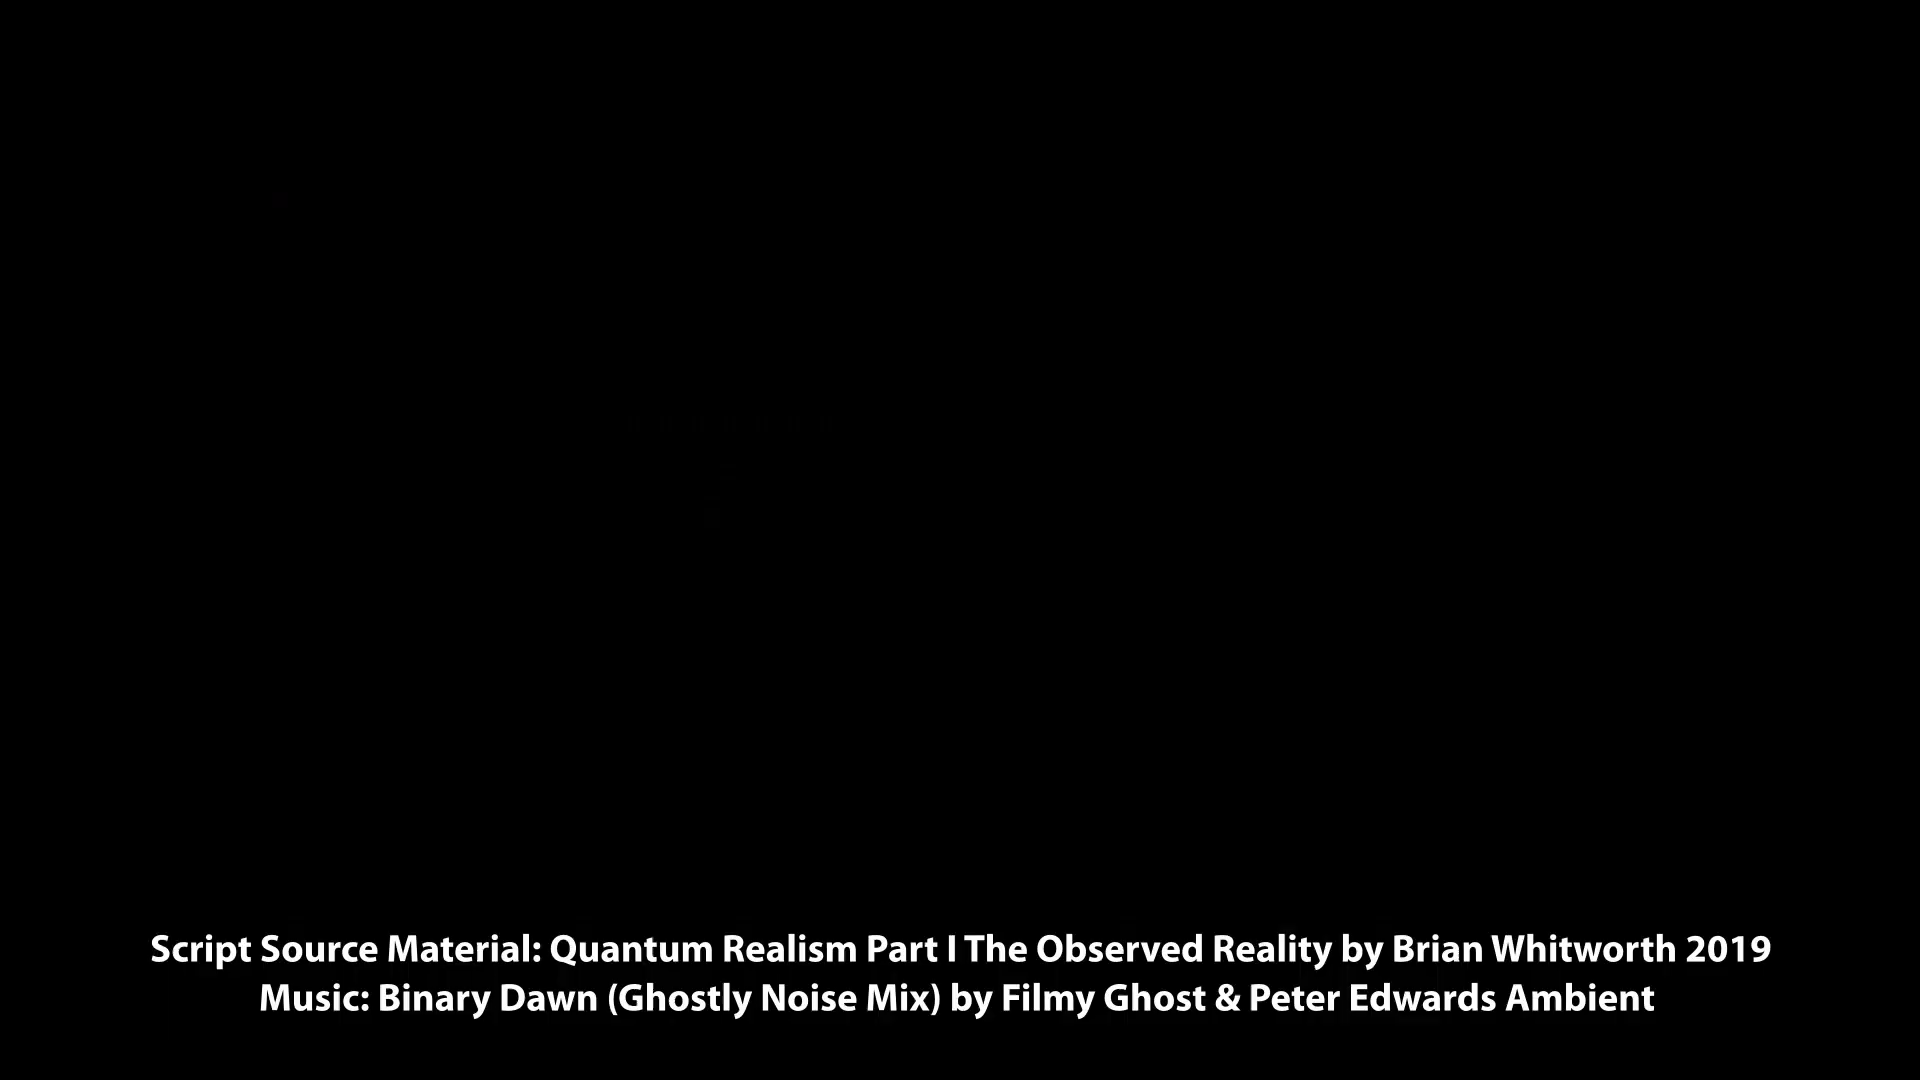 Script Source Material: Quantum Realism Part I The Observed Reality by Brian Whitworth 2019
Music: Binary Dawn (Ghostly Noise Mix) by Filmy Ghost & Peter Edwards Ambient